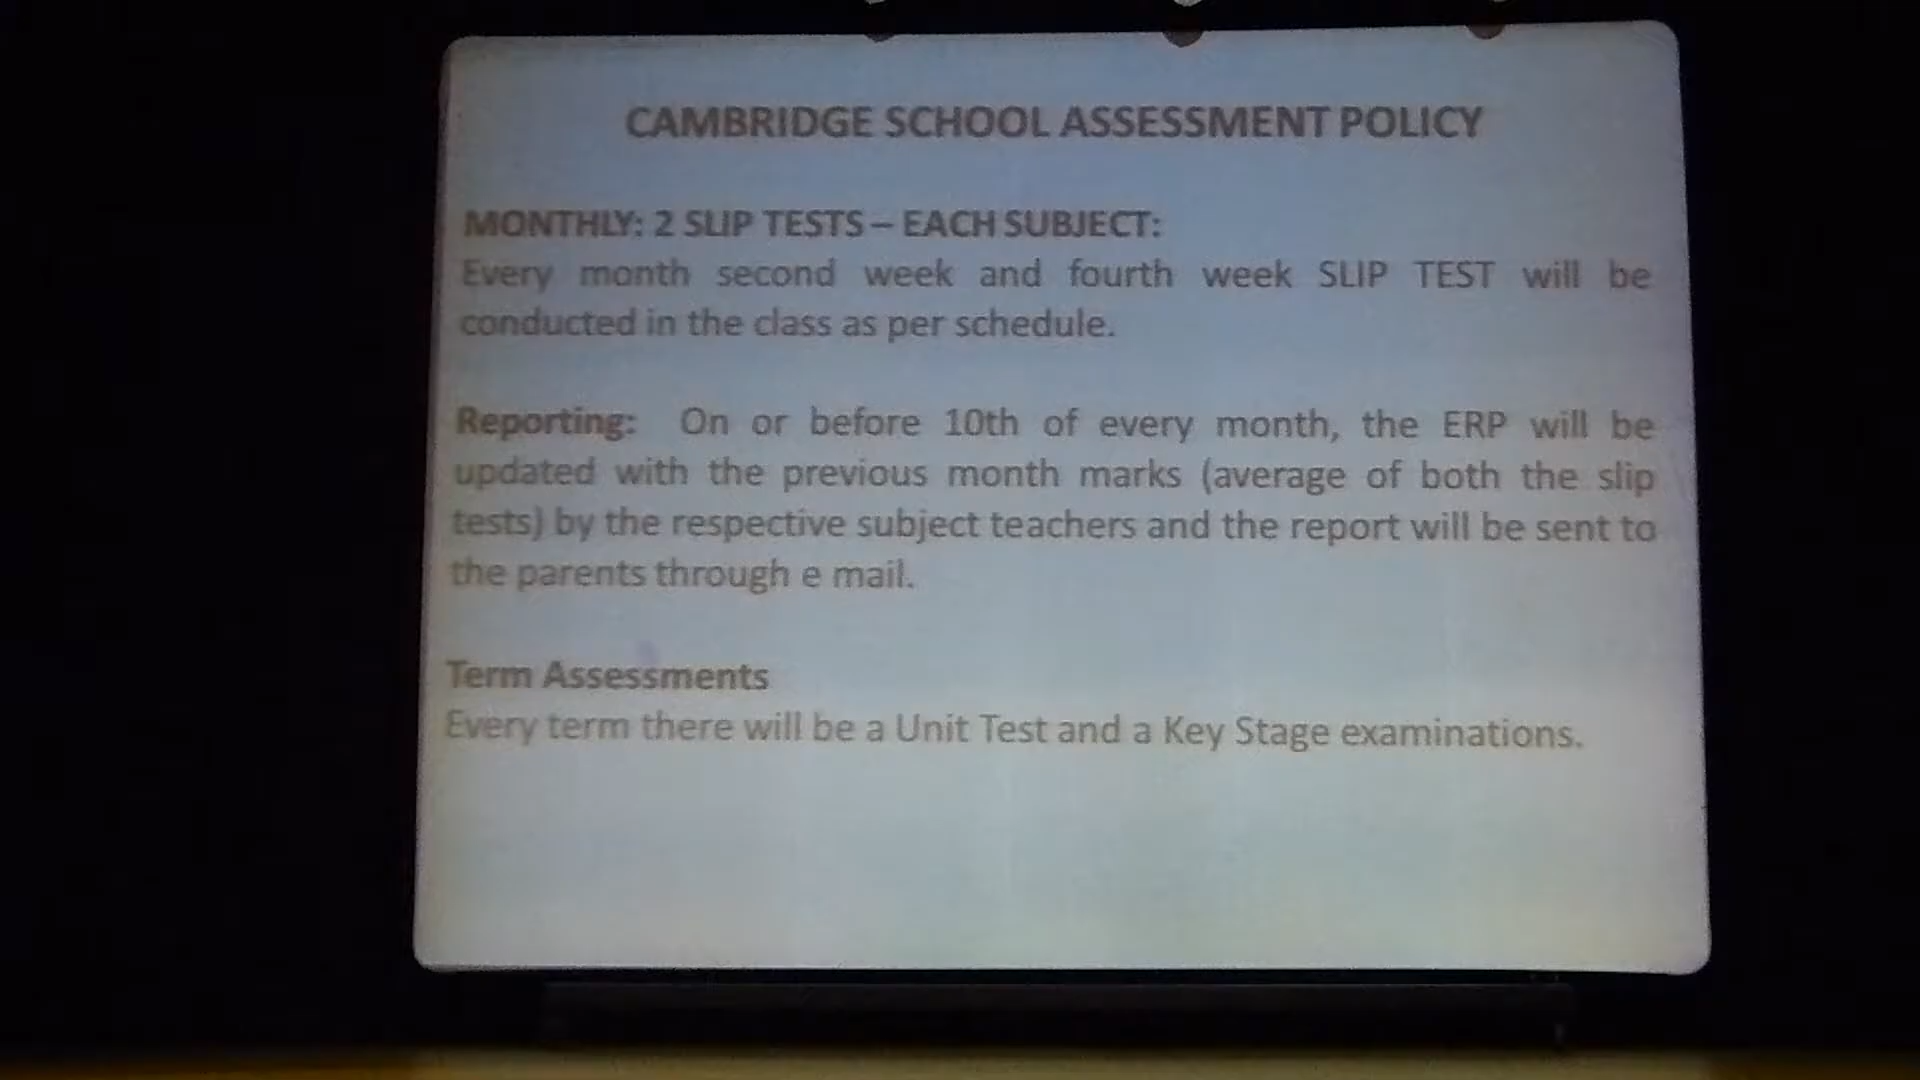 CAMBRIDGE SCHOOL ASSESSMENT POLICY
MONTHLY: 2 SLIP TESTS – EACH SUBJECT:
Every month second week and fourth week SLIP TEST will be
conducted in the class as per schedule.
Reporting: On or before 10th of every month, the ERP will be
updated with the previous month marks (average of both the slip
tests) by the respective subject teachers and the report will be sent to
the parents through e mail.
Term Assessments
Every term there will be a Unit Test and a Key Stage examinations.